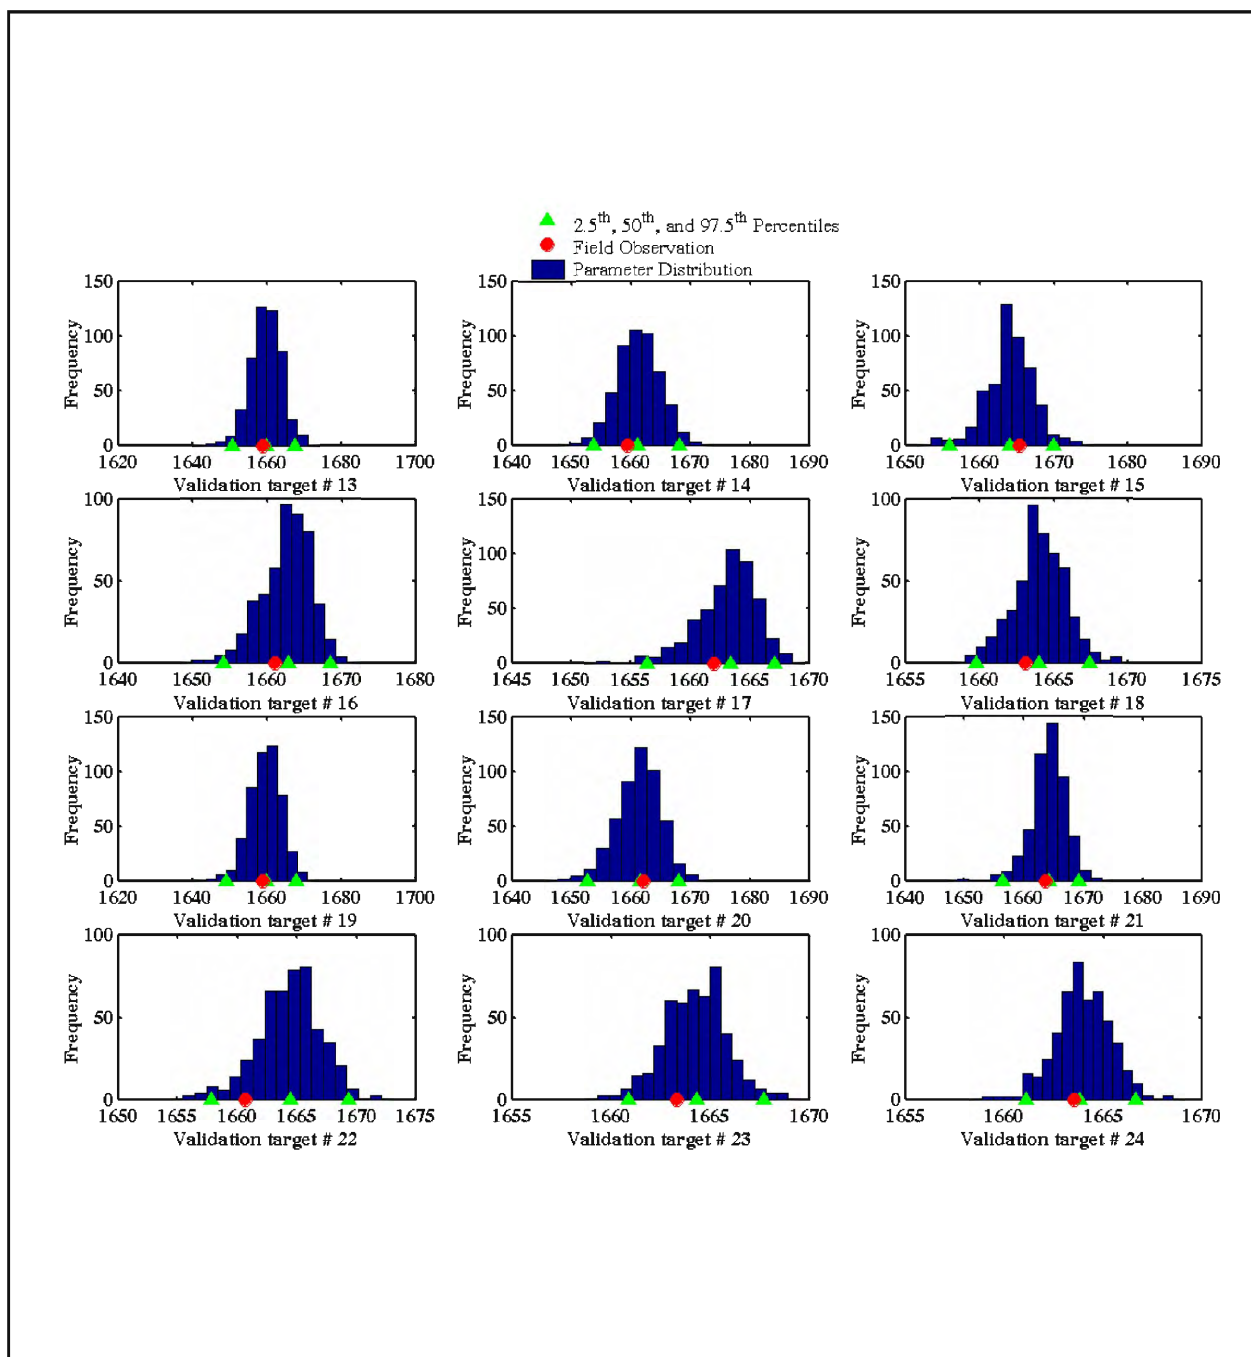 2.5th, 50th, and 97.5th Percentiles
Field Observation
Parameter Distribution
150
100
50
0
Frequency
1620 1640 1660 1680 1700
Validation target # 13
150
100
50
0
Frequency
1640 1650 1660 1670 1680 1690
Validation target # 14
150
100
50
0
Frequency
1650 1660 1670 1680 1690
Validation target # 15
100
50
0
Frequency
1640 1650 1660 1670 1680
Validation target # 16
150
100
50
0
Frequency
1645 1650 1655 1660 1665 1670
Validation target # 17
100
50
0
Frequency
1655 1660 1665 1670 1675
Validation target # 18
150
100
50
0
Frequency
1620 1640 1660 1680 1700
Validation target # 19
150
100
50
0
Frequency
1640 1650 1660 1670 1680 1690
Validation target # 20
150
100
50
0
Frequency
1640 1650 1660 1670 1680 1690
Validation target # 21
100
50
0
Frequency
1650 1655 1660 1665 1670 1675
Validation target # 22
100
50
0
Frequency
1655 1660 1665 1670
Validation target # 23
100
50
0
Frequency
1655 1660 1665 1670
Validation target # 24